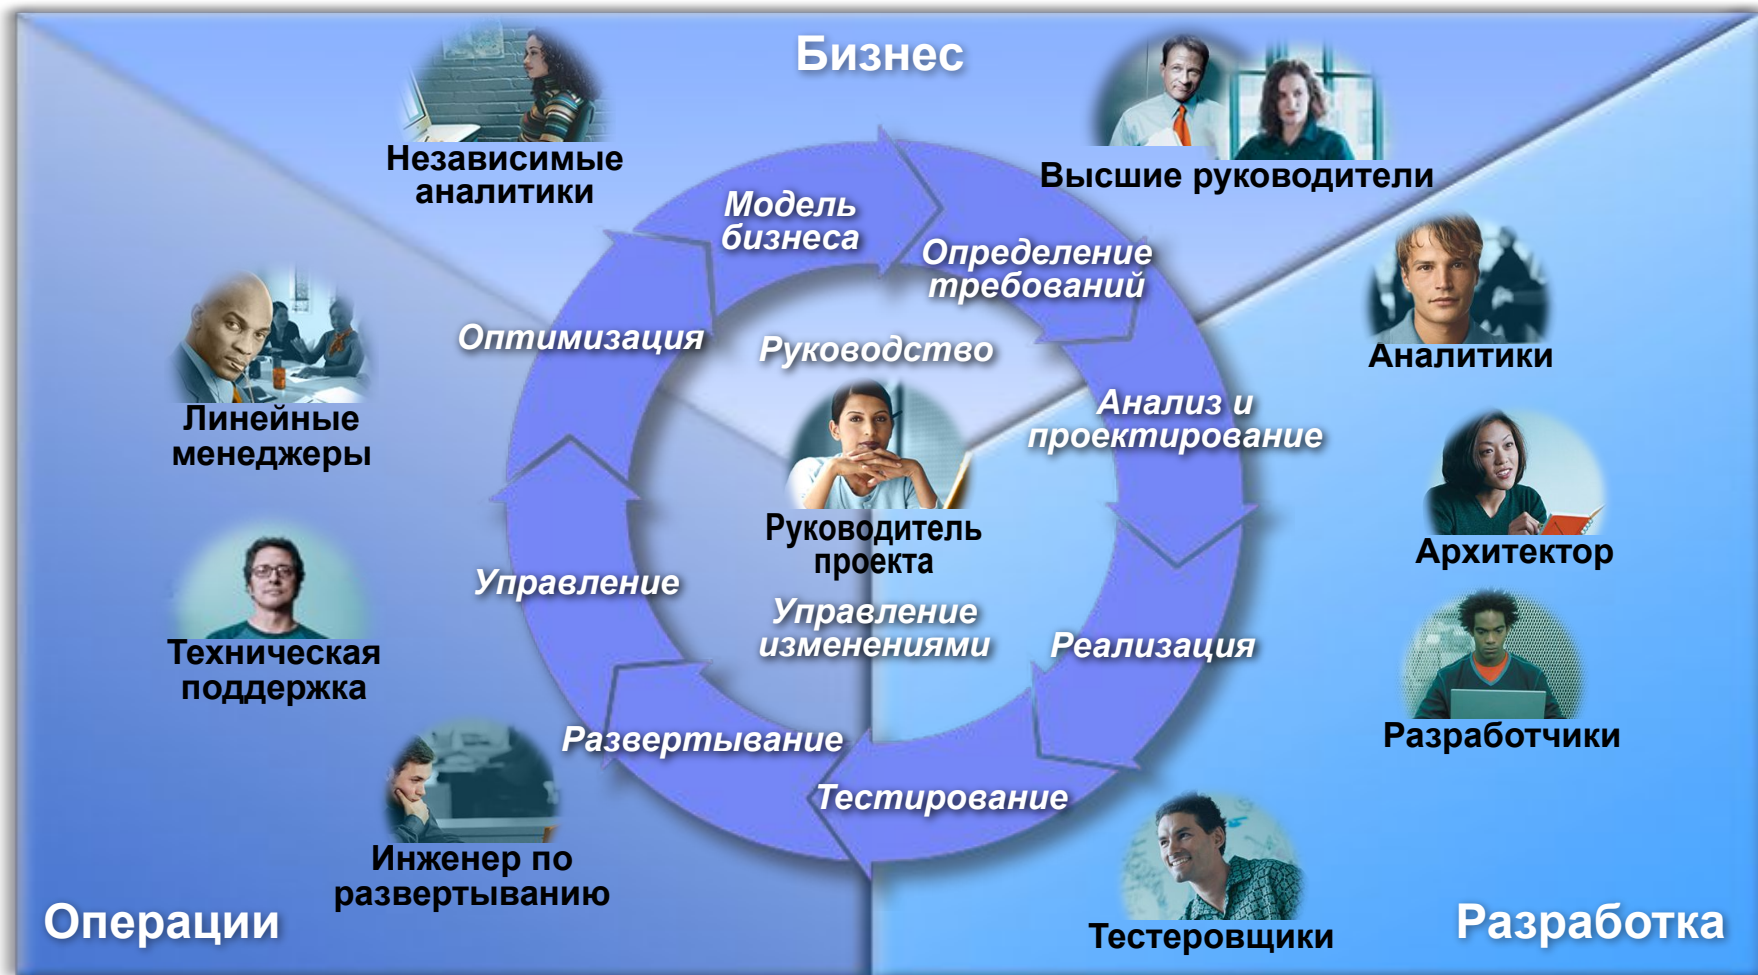 Бизнес
Независимые
аналитики
Высшие руководители
Модель
бизнеса
Определение
требований
Оптимизация
Руководство
Аналитики
Линейные
менеджеры
Анализ и
проектирование
Руководитель
проекта
Архитектор
Управление
Управление
изменениями
Реализация
Техническая
поддержка
Разработчики
Развертывание
Тестирование
Инженер по
развертыванию
Тестеровщики
Операции
Разработка